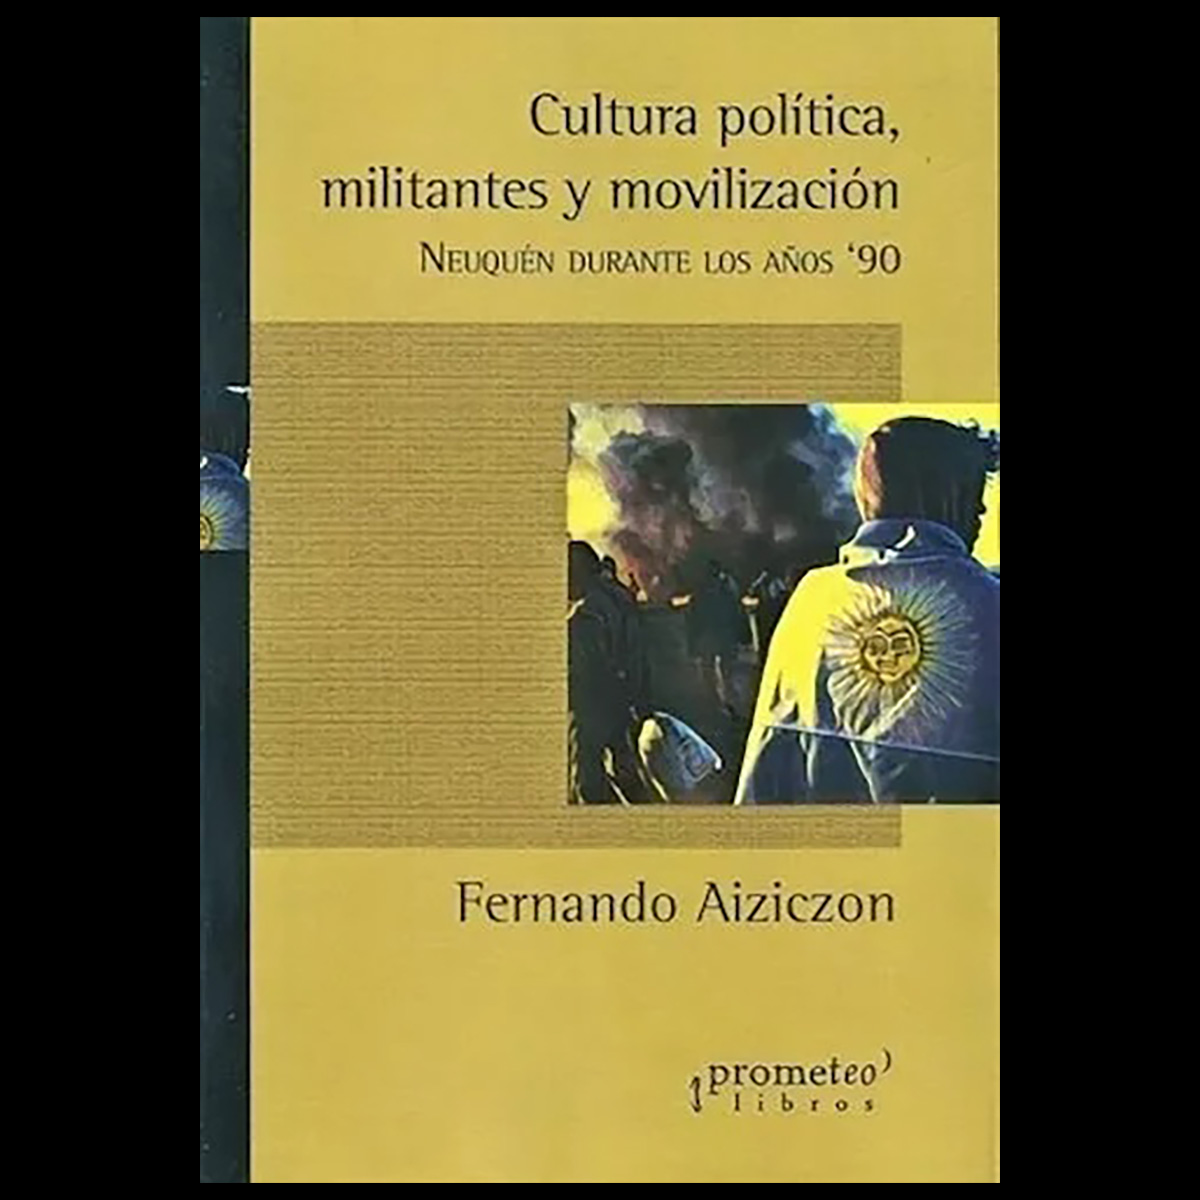 Cultura política,
militantes y movilización
NEUQUÉN DURANTE LOS AÑOS ‘90
Fernando Aiziczon
prometeo
libros